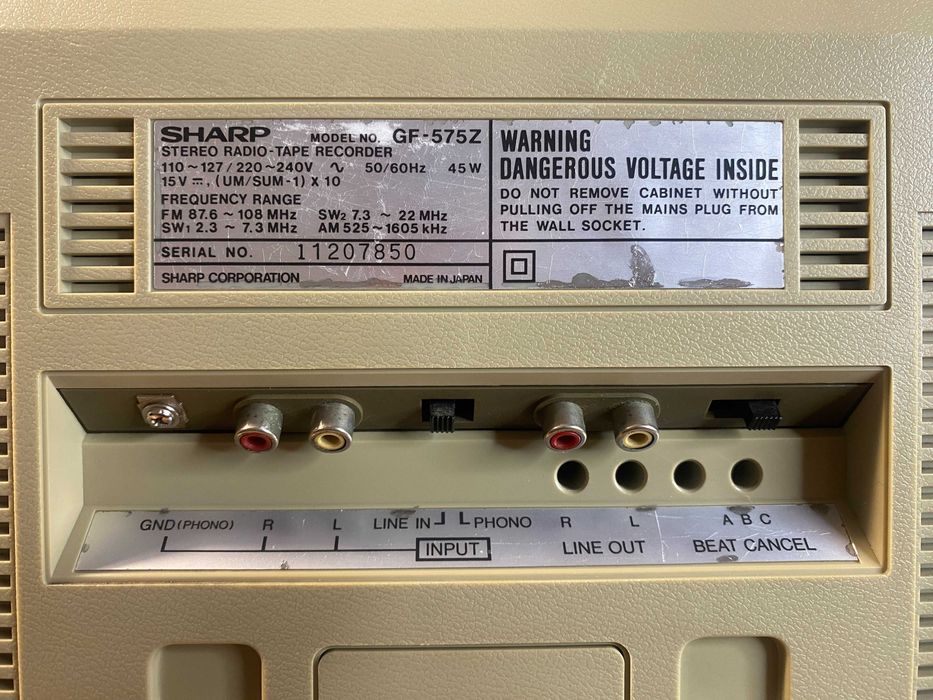 SHARP MODEL NO. GF-575Z
STEREO RADIO-TAPE RECORDER
110~127/220~240V ∿ 50/60Hz 45W
15V ⎓, (UM/SUM-1) X 10
FREQUENCY RANGE
FM 87.6 ~ 108 MHz SW2 7.3 ~ 22 MHz
SW1 2.3 ~ 7.3 MHz AM 525~1605 kHz
SERIAL NO. 11207850
SHARP CORPORATION MADE IN JAPAN
WARNING
DANGEROUS VOLTAGE INSIDE
DO NOT REMOVE CABINET WITHOUT
PULLING OFF THE MAINS PLUG FROM
THE WALL SOCKET.
GND (PHONO) R L LINE IN PHONO R L A B C
INPUT LINE OUT BEAT CANCEL